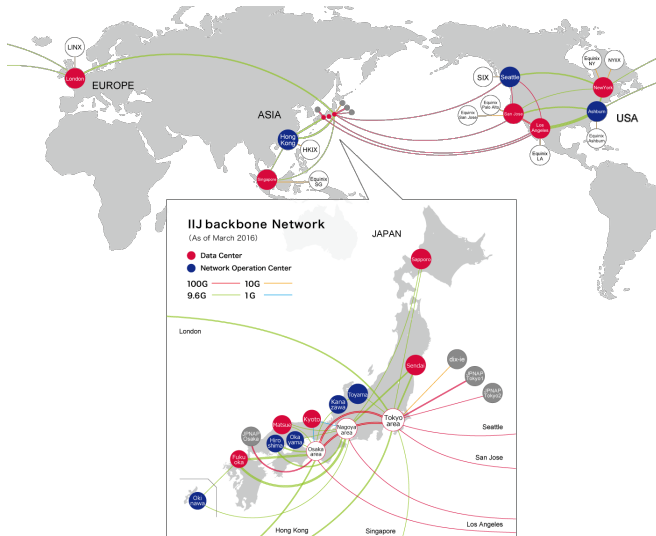 LINX
London
EUROPE
ASIA
Hong
Kong
HKIX
Singapore
Equinix
SG
SIX
Seattle
Equinix
NY
NYIIX
NewYork
Equinix
Palo Alto
Equinix
San Jose
San Jose
Los
Angeles
Ashburn
USA
Equinix
LA
Equinix
Ashburn
IIJ backbone Network
(As of March 2016)
JAPAN
Data Center
Network Operation Center
100G
10G
9.6G
1G
Sapporo
London
Sendai
dix-ie
JPNAP
Tokyo1
JPNAP
Tokyo2
Toyama
Kana
zawa
Kyoto
Matsue
Tokyo
area
Nagoya
area
JPNAP
Osaka
Hiro
shima
Oka
yama
Osaka
area
Fuku
oka
Oki
nawa
Seattle
San Jose
Los Angeles
Hong Kong
Singapore